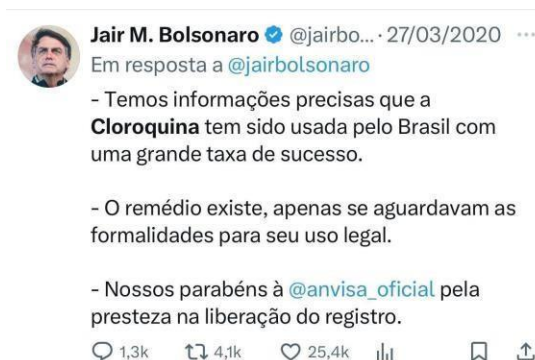 Jair M. Bolsonaro @jairbo... · 27/03/2020 ...
Em resposta a @jairbolsonaro
- Temos informações precisas que a
Cloroquina tem sido usada pelo Brasil com
uma grande taxa de sucesso.
- O remédio existe, apenas se aguardavam as
formalidades para seu uso legal.
- Nossos parabéns à @anvisa_oficial pela
presteza na liberação do registro.
1,3k 4,1k 25,4k